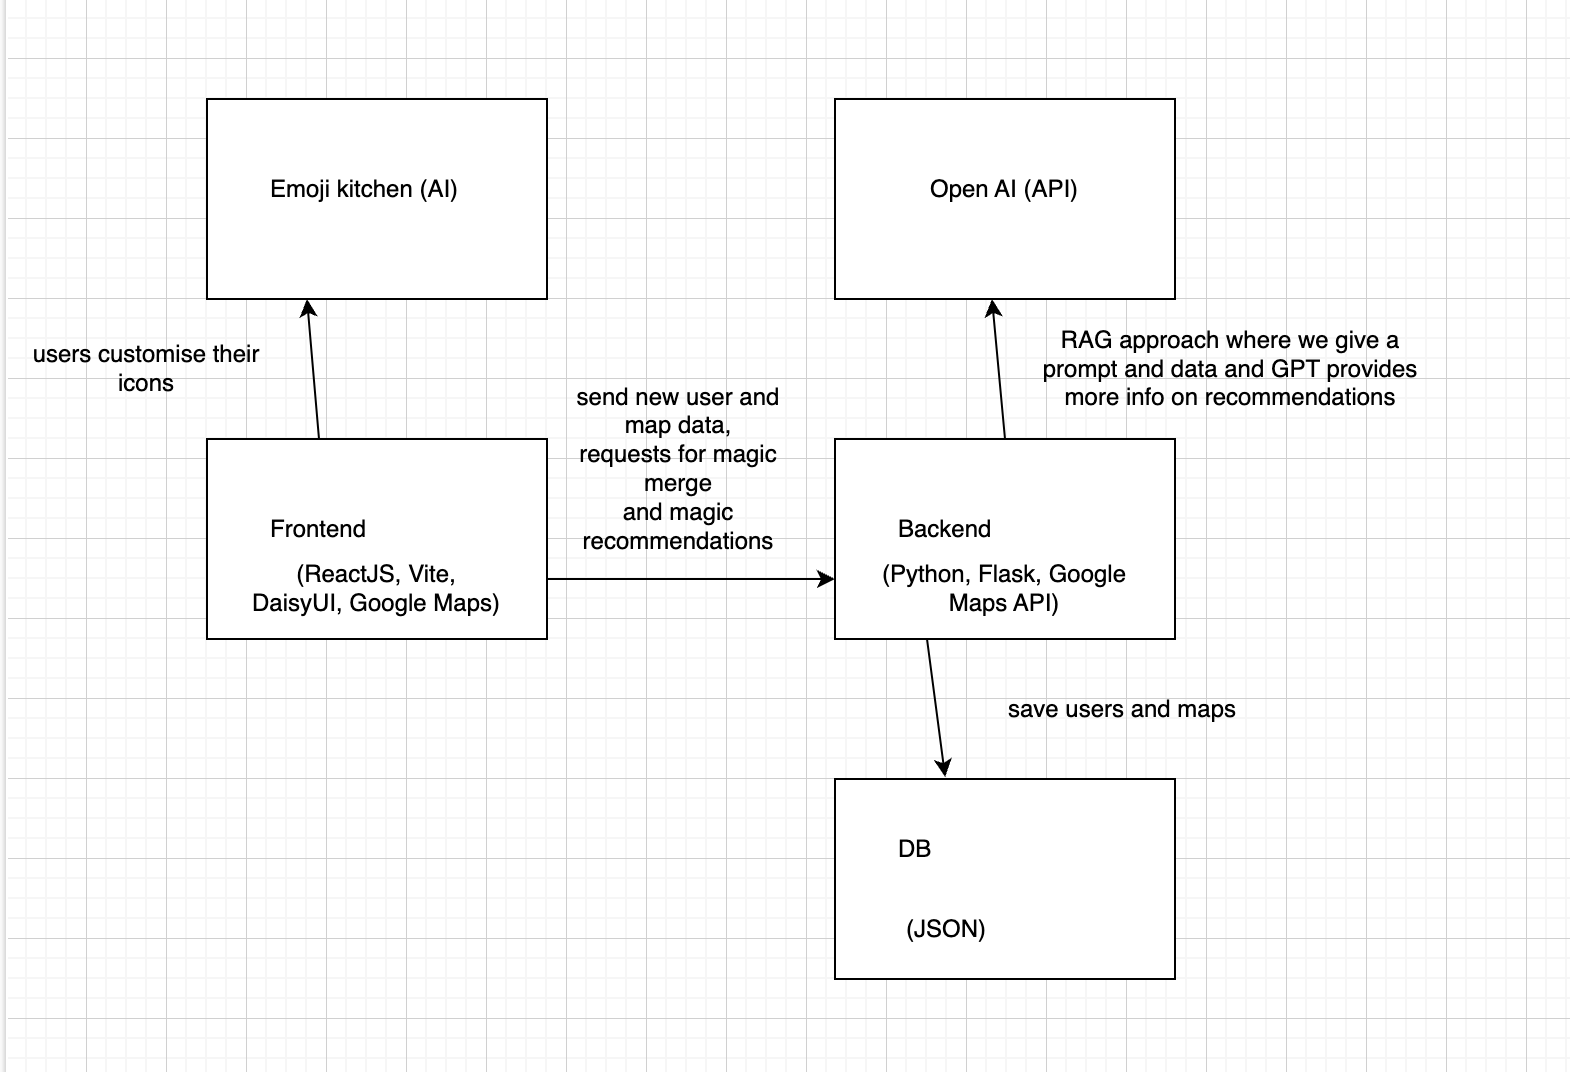 Emoji kitchen (AI)
Open AI (API)
users customise their
icons
RAG approach where we give a
prompt and data and GPT provides
more info on recommendations
send new user and
map data,
requests for magic
merge
and magic
recommendations
Frontend
(ReactJS, Vite,
DaisyUI, Google Maps)
Backend
(Python, Flask, Google
Maps API)
save users and maps
DB
(JSON)